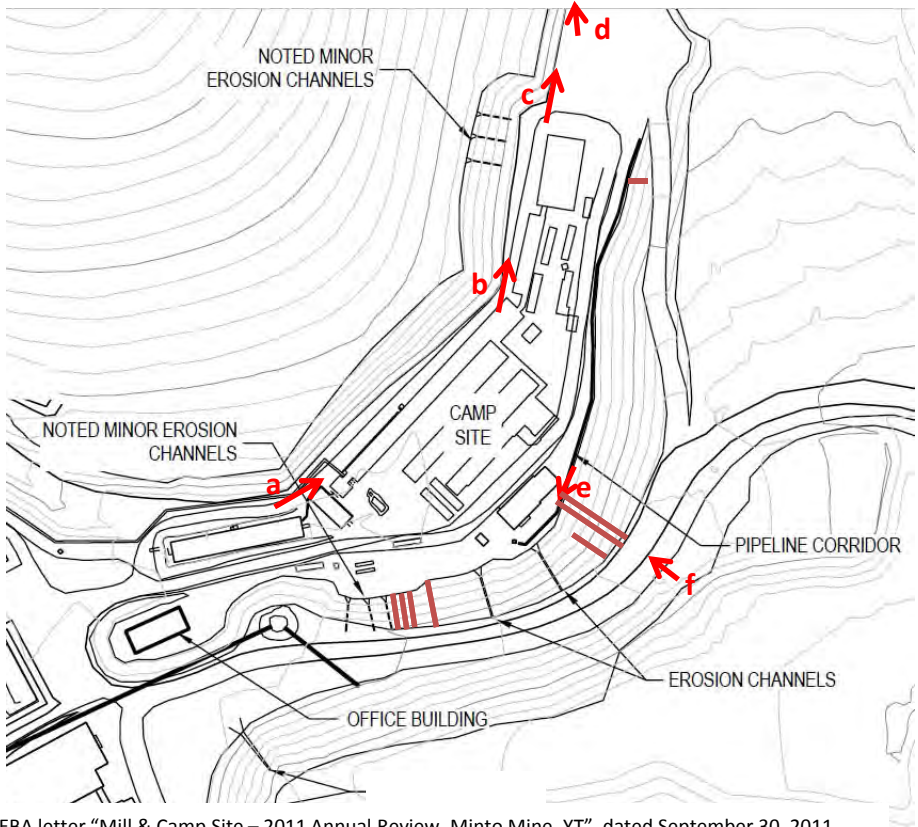 d
NOTED MINOR
EROSION CHANNELS
c
b
CAMP
SITE
NOTED MINOR EROSION
CHANNELS
a
e
PIPELINE CORRIDOR
f
EROSION CHANNELS
OFFICE BUILDING
EBA letter “Mill & Camp Site – 2011 Annual Review, Minto Mine, YT”, dated September 30, 2011